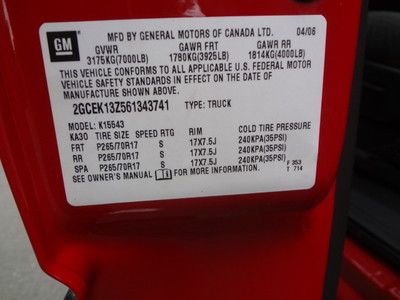 MFD BY GENERAL MOTORS OF CANADA LTD. 04/06
GM
GVWR GAWR FRT GAWR RR
3175KG(7000LB) 1780KG(3925LB) 1814KG(4000LB)
THIS VEHICLE CONFORMS TO ALL APPLICABLE U.S. FEDERAL MOTOR
VEHICLE SAFETY STANDARDS IN EFFECT ON THE DATE OF
MANUFACTURE SHOWN ABOVE.
2GCEK13Z561343741 TYPE: TRUCK
MODEL: K15543
KA30 TIRE SIZE SPEED RTG RIM COLD TIRE PRESSURE
FRT P265/70R17 S 17X7.5J 240KPA(35PSI)
RR P265/70R17 S 17X7.5J 240KPA(35PSI)
SPA P265/70R17 S 17X7.5J 240KPA(35PSI)
SEE OWNER'S MANUAL FOR MORE INFORMATION.
F 353
T 714